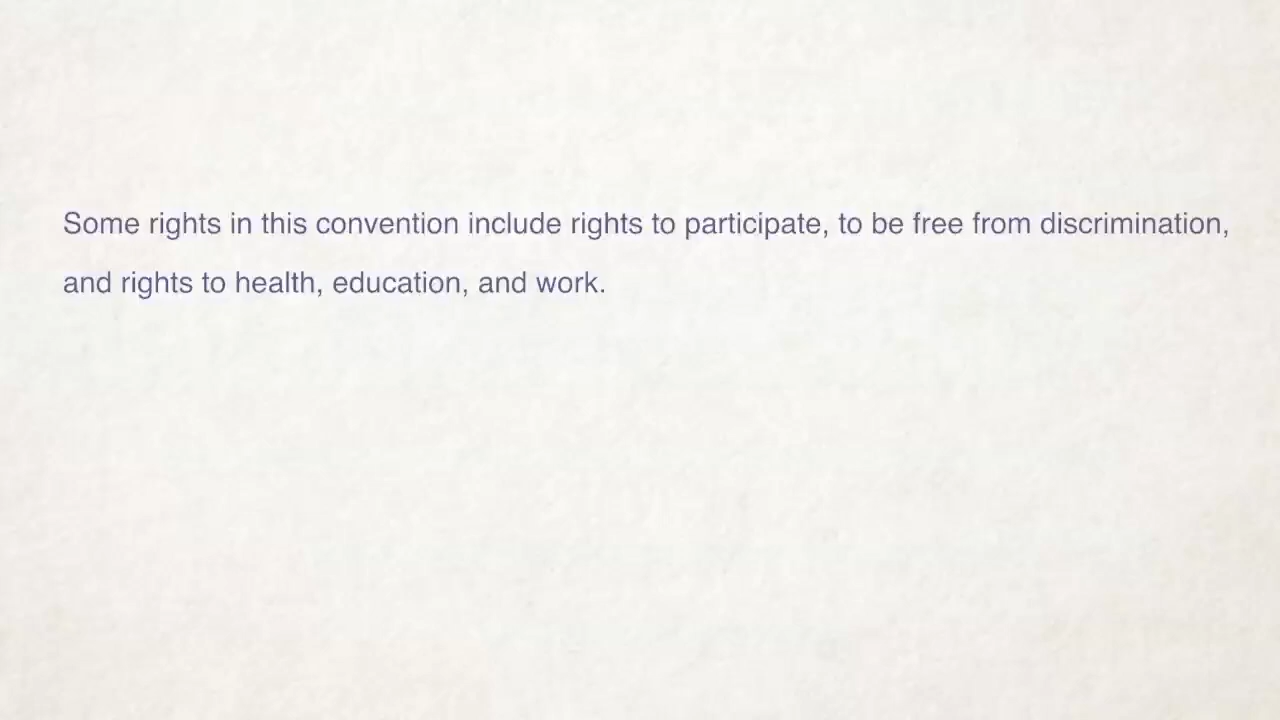 Some rights in this convention include rights to participate, to be free from discrimination,
and rights to health, education, and work.